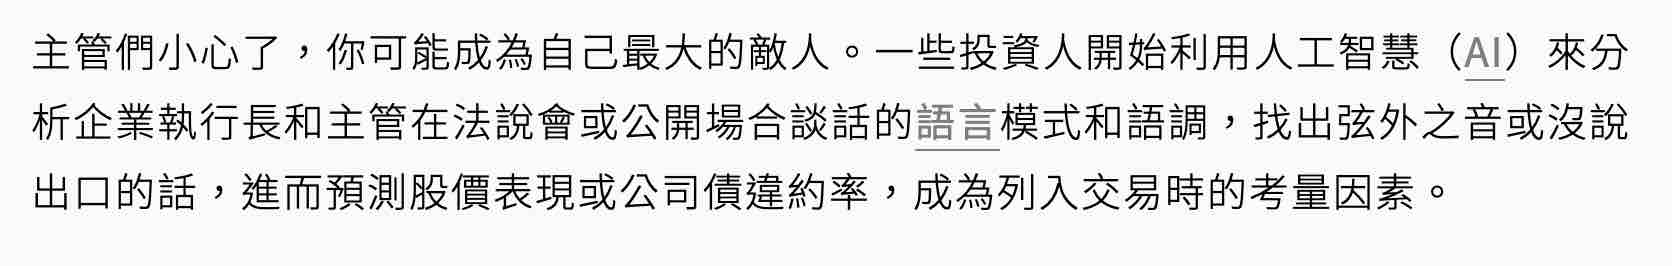 主管們小心了，你可能成為自己最大的敵人。一些投資人開始利用人工智慧（AI）來分
析企業執行長和主管在法說會或公開場合談話的語言模式和語調，找出弦外之音或沒說
出口的話，進而預測股價表現或公司債違約率，成為列入交易時的考量因素。